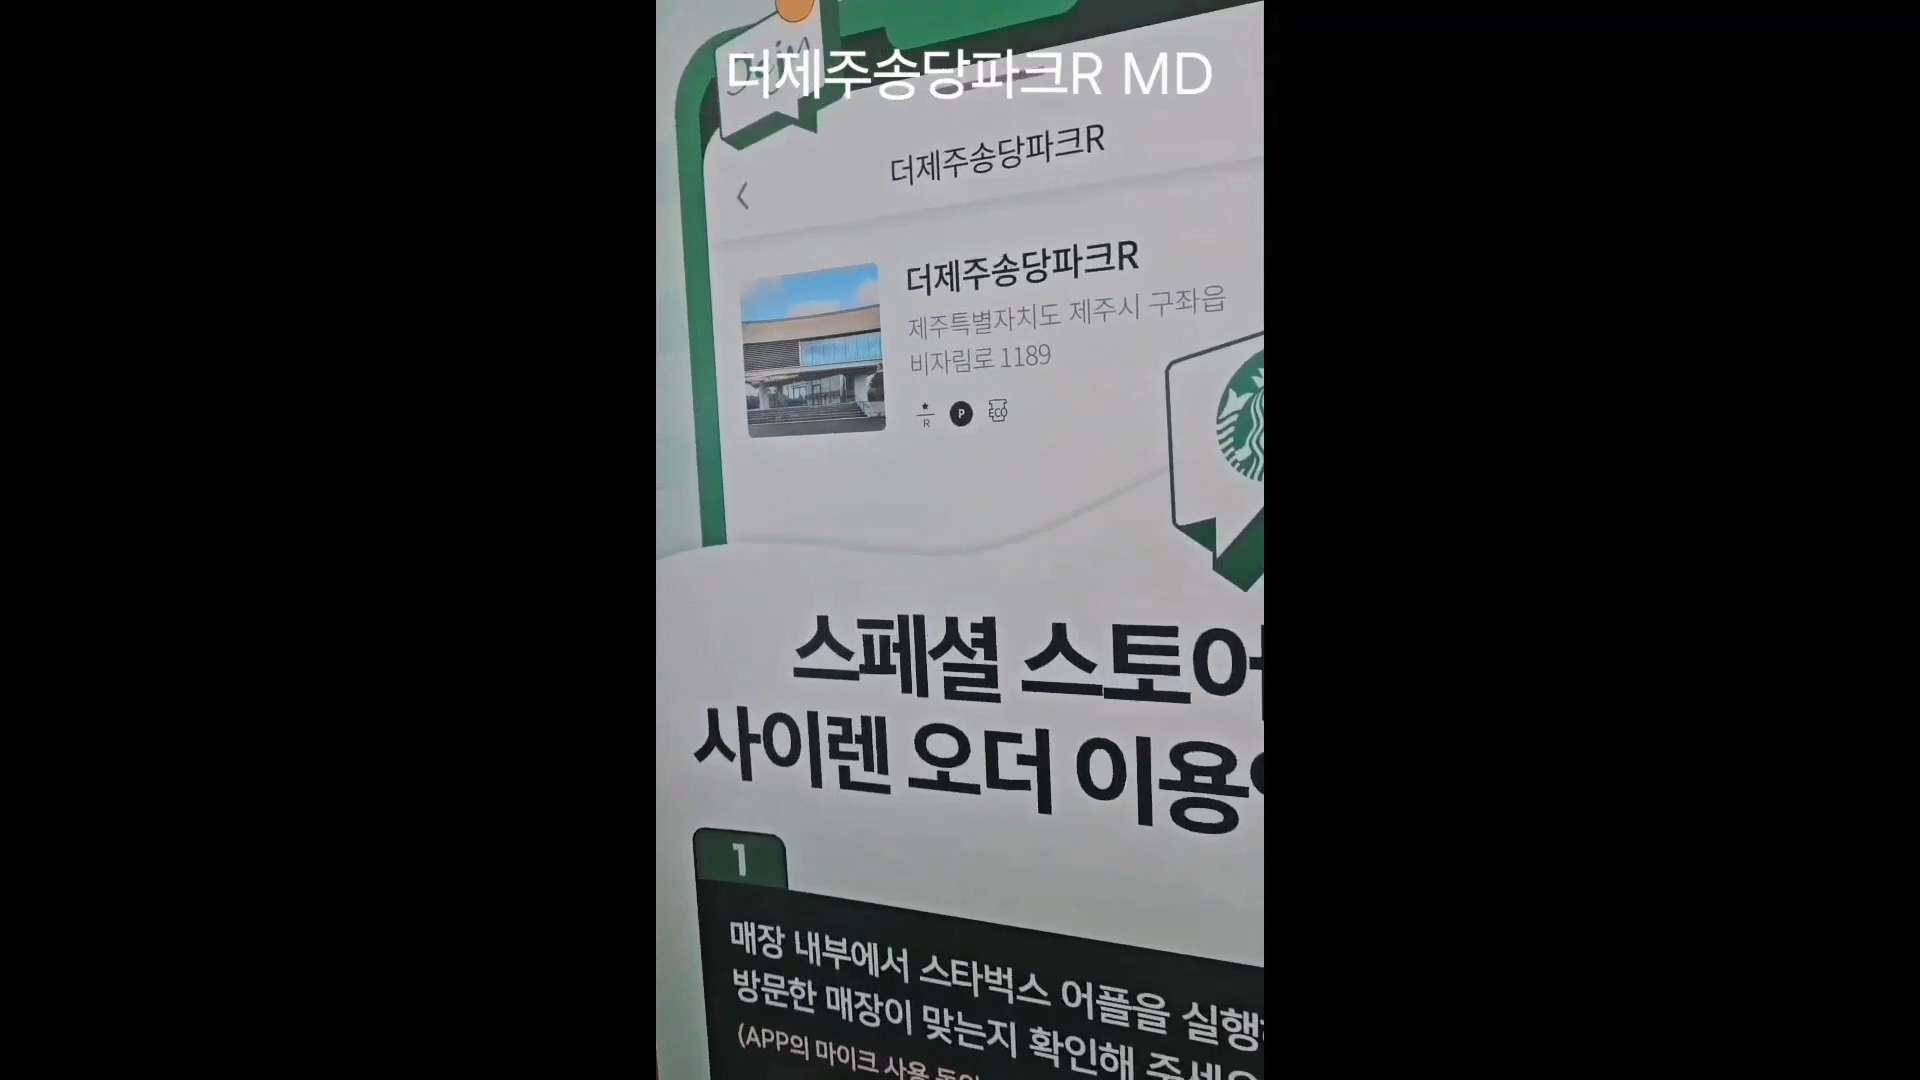 더제주송당파크R MD
더제주송당파크R
더제주송당파크R
제주특별자치도 제주시 구좌읍
비자림로 1189
R P ECO
스페셜 스토어
사이렌 오더 이용
1
매장 내부에서 스타벅스 어플을 실행
방문한 매장이 맞는지 확인해 주세요
(APP의 마이크 사용